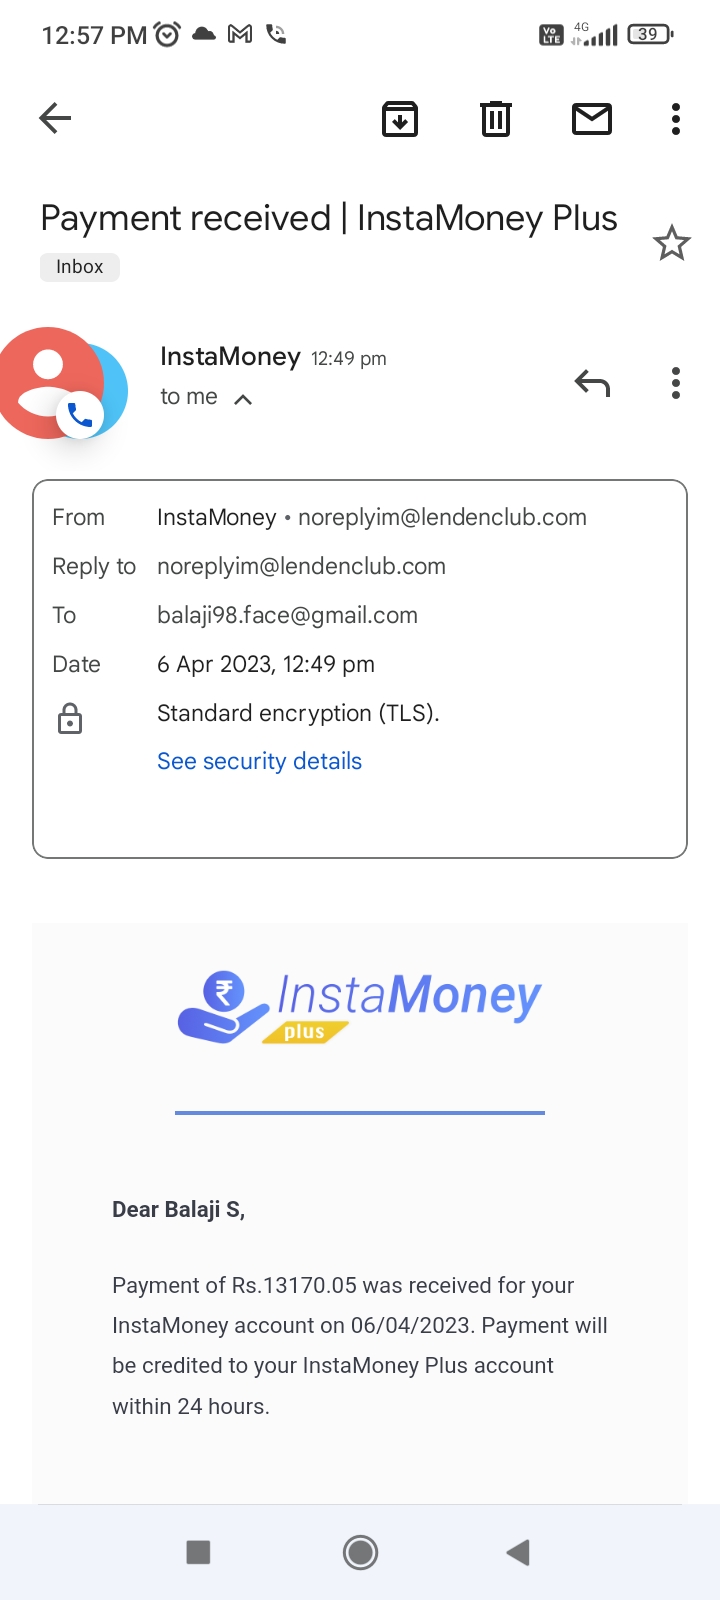 12:57 PM
Vo LTE 4G 39
Payment received | InstaMoney Plus
Inbox
InstaMoney 12:49 pm
to me
From InstaMoney • noreplyim@lendenclub.com
Reply to noreplyim@lendenclub.com
To balaji98.face@gmail.com
Date 6 Apr 2023, 12:49 pm
Standard encryption (TLS).
See security details
₹ InstaMoney
plus
Dear Balaji S,
Payment of Rs.13170.05 was received for your
InstaMoney account on 06/04/2023. Payment will
be credited to your InstaMoney Plus account
within 24 hours.